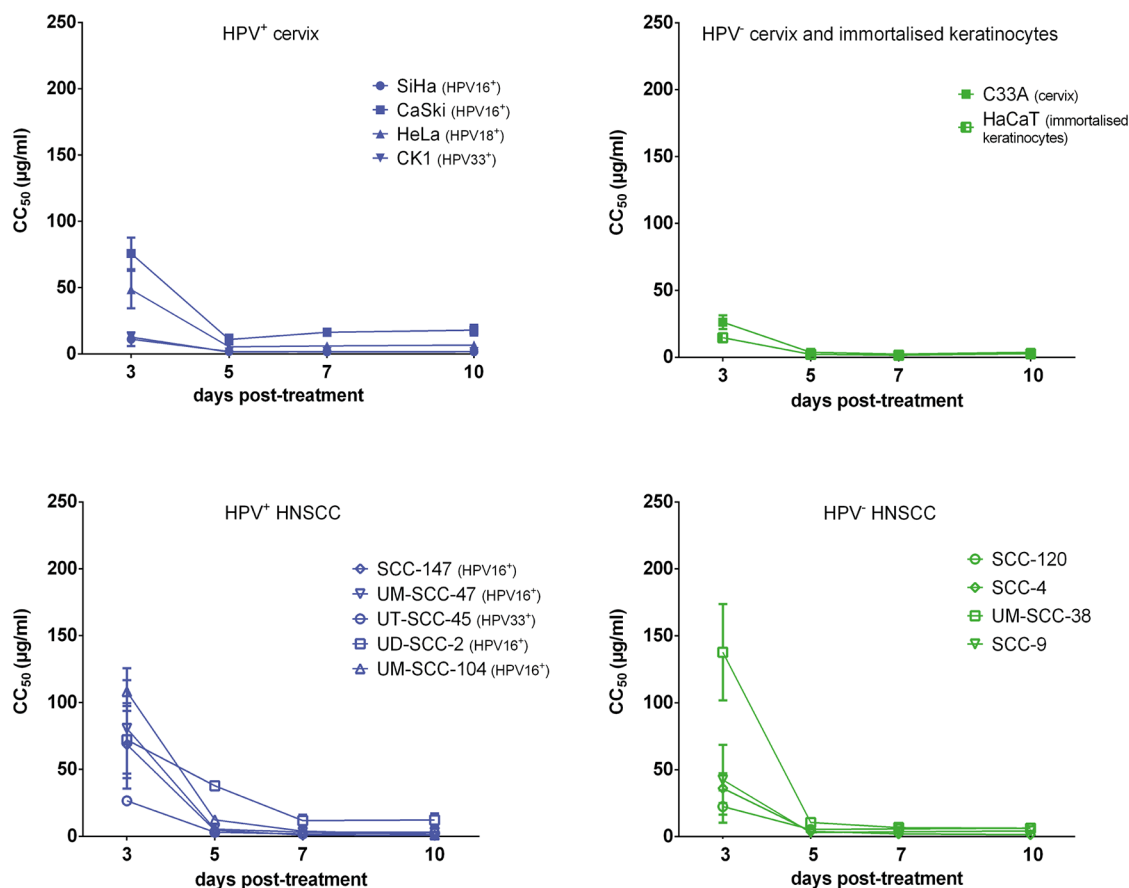 HPV⁺ cervix
250
200
150
100
50
0
CC₅₀ (µg/ml)
SiHa (HPV16⁺)
CaSki (HPV16⁺)
HeLa (HPV18⁺)
CK1 (HPV33⁺)
3 5 7 10
days post-treatment
HPV⁻ cervix and immortalised keratinocytes
250
200
150
100
50
0
CC₅₀ (µg/ml)
C33A (cervix)
HaCaT (immortalised
keratinocytes)
3 5 7 10
days post-treatment
HPV⁺ HNSCC
250
200
150
100
50
0
CC₅₀ (µg/ml)
SCC-147 (HPV16⁺)
UM-SCC-47 (HPV16⁺)
UT-SCC-45 (HPV33⁺)
UD-SCC-2 (HPV16⁺)
UM-SCC-104 (HPV16⁺)
3 5 7 10
days post-treatment
HPV⁻ HNSCC
250
200
150
100
50
0
CC₅₀ (µg/ml)
SCC-120
SCC-4
UM-SCC-38
SCC-9
3 5 7 10
days post-treatment